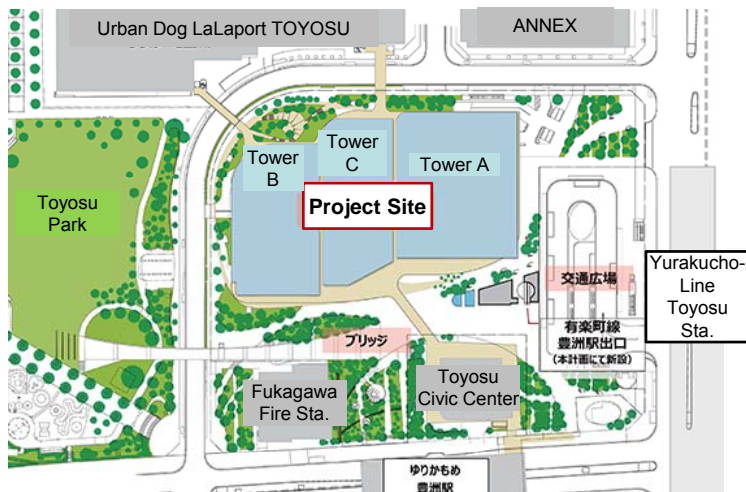 Urban Dog LaLaport TOYOSU
ANNEX
Tower
B
Tower
C
Tower A
Project Site
Toyosu
Park
交通広場
Yurakucho-
Line
Toyosu
Sta.
有楽町線
豊洲駅出口
(本計画にて新設)
ブリッジ
Fukagawa
Fire Sta.
Toyosu
Civic Center
ゆりかもめ
豊洲駅